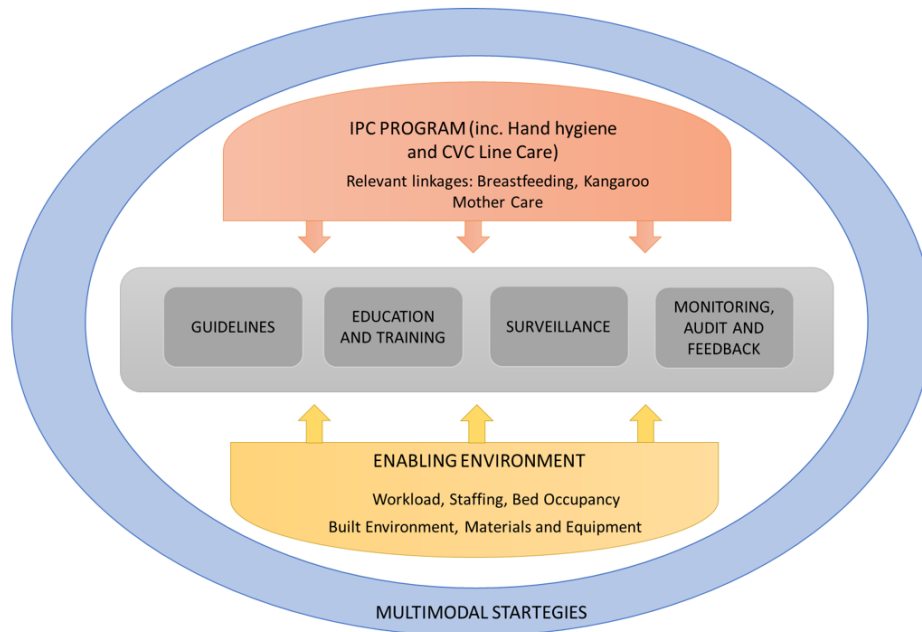 IPC PROGRAM (inc. Hand hygiene
and CVC Line Care)
Relevant linkages: Breastfeeding, Kangaroo
Mother Care
GUIDELINES
EDUCATION
AND TRAINING
SURVEILLANCE
MONITORING,
AUDIT AND
FEEDBACK
ENABLING ENVIRONMENT
Workload, Staffing, Bed Occupancy
Built Environment, Materials and Equipment
MULTIMODAL STARTEGIES